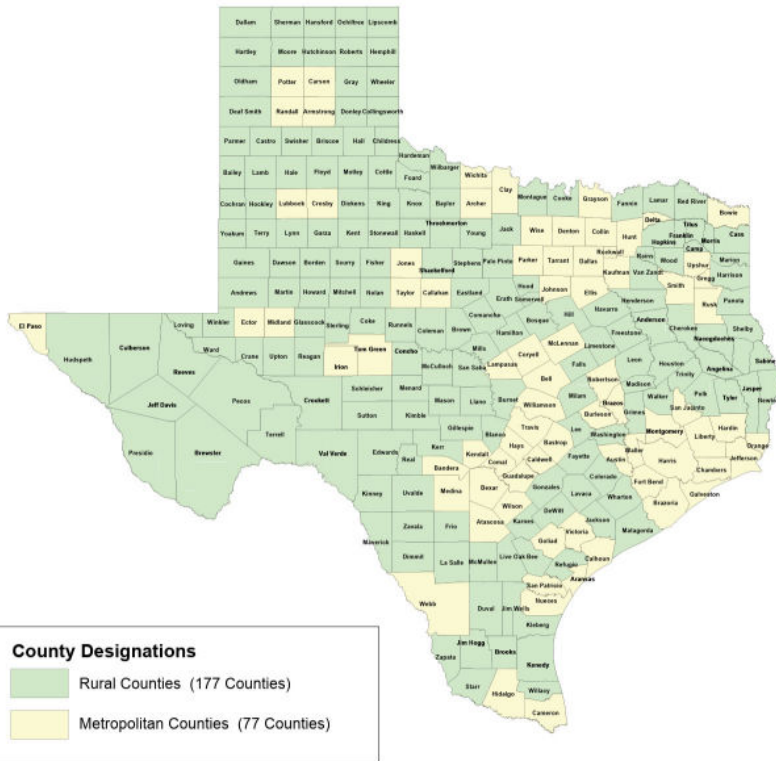 Dallam Sherman Hansford Ochiltree Lipscomb
Hartley Moore Hutchinson Roberts Hemphill
Oldham Potter Carson Gray Wheeler
Deaf Smith Randall Armstrong Donley Collingsworth
Parmer Castro Swisher Briscoe Hall Childress
Hardeman
Bailey Lamb Hale Floyd Motley Cottle Foard Wilbarger Wichita Clay
Cochran Hockley Lubbock Crosby Dickens King Knox Baylor Archer Montague Cooke Grayson Fannin Lamar Red River Bowie
Delta Titus
Yoakum Terry Lynn Garza Kent Stonewall Haskell Throckmorton Young Jack Wise Denton Collin Hunt Hopkins Franklin Morris Cass
Rockwall Rains Camp
Gaines Dawson Borden Scurry Fisher Jones Shackelford Stephens Palo Pinto Parker Tarrant Dallas Kaufman Van Zandt Wood Upshur Marion
Gregg Harrison
Andrews Martin Howard Mitchell Nolan Taylor Callahan Eastland Erath Hood Somervell Johnson Ellis Henderson Smith Rusk Panola
El Paso Hudspeth Culberson Loving Winkler Ector Midland Glasscock Sterling Coke Runnels Coleman Brown Comanche Hamilton Bosque Hill Navarro Freestone Anderson Cherokee Nacogdoches Shelby
Reeves Ward Crane Upton Reagan Irion Tom Green Concho McCulloch San Saba Mills Lampasas Coryell McLennan Limestone Falls Leon Houston Angelina Sabine
Jeff Davis Pecos Crockett Schleicher Menard Mason Llano Burnet Bell Milam Robertson Brazos Madison Walker Trinity Polk Tyler Jasper Newton
Presidio Brewster Terrell Sutton Kimble Gillespie Blanco Williamson Travis Burleson Grimes San Jacinto
Lee Washington Montgomery Liberty Hardin Orange
Val Verde Edwards Real Kerr Kendall Hays Bastrop Fayette Austin Waller Harris Jefferson
Bandera Comal Caldwell Chambers
Kinney Uvalde Medina Bexar Guadalupe Gonzales Lavaca Colorado Fort Bend Galveston
Wilson Wharton Brazoria
Maverick Zavala Frio Atascosa Karnes DeWitt Jackson Matagorda
Goliad Victoria
Dimmit La Salle McMullen Live Oak Bee Refugio Calhoun
Aransas
San Patricio
Webb Duval Jim Wells Nueces
Kleberg
Zapata Jim Hogg Brooks Kenedy
Starr Hidalgo Willacy
Cameron
County Designations
Rural Counties (177 Counties)
Metropolitan Counties (77 Counties)